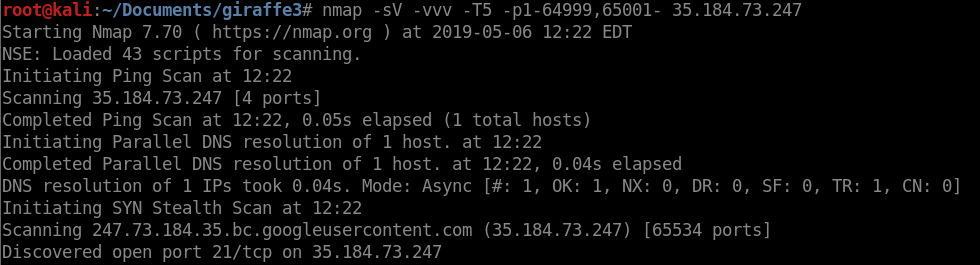 root@kali:~/Documents/giraffe3# nmap -sV -vvv -T5 -p1-64999,65001- 35.184.73.247
Starting Nmap 7.70 ( https://nmap.org ) at 2019-05-06 12:22 EDT
NSE: Loaded 43 scripts for scanning.
Initiating Ping Scan at 12:22
Scanning 35.184.73.247 [4 ports]
Completed Ping Scan at 12:22, 0.05s elapsed (1 total hosts)
Initiating Parallel DNS resolution of 1 host. at 12:22
Completed Parallel DNS resolution of 1 host. at 12:22, 0.04s elapsed
DNS resolution of 1 IPs took 0.04s. Mode: Async [#: 1, OK: 1, NX: 0, DR: 0, SF: 0, TR: 1, CN: 0]
Initiating SYN Stealth Scan at 12:22
Scanning 247.73.184.35.bc.googleusercontent.com (35.184.73.247) [65534 ports]
Discovered open port 21/tcp on 35.184.73.247